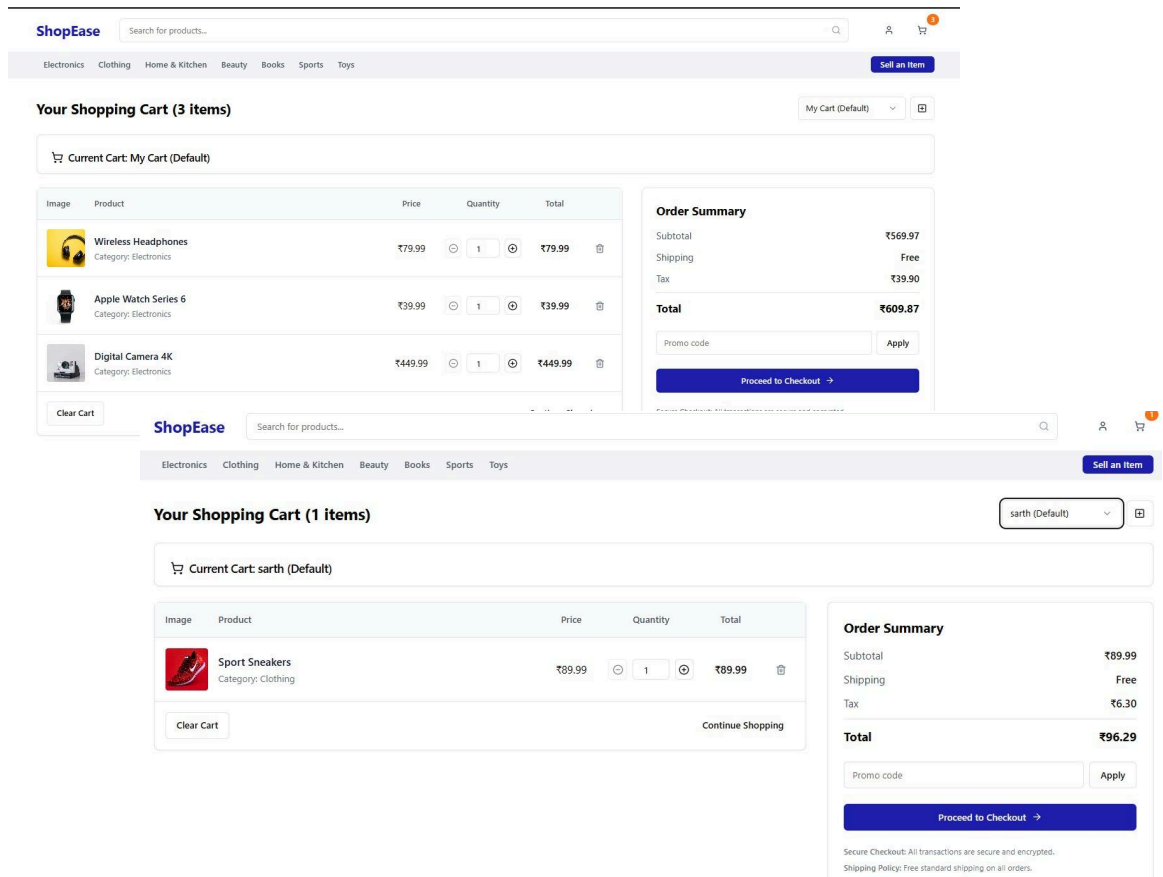 ShopEase Search for products... 3
Electronics Clothing Home & Kitchen Beauty Books Sports Toys Sell an Item
Your Shopping Cart (3 items) My Cart (Default)
Current Cart: My Cart (Default)
Image Product Price Quantity Total
Wireless Headphones
Category: Electronics
₹79.99 1 ₹79.99
Apple Watch Series 6
Category: Electronics
₹39.99 1 ₹39.99
Digital Camera 4K
Category: Electronics
₹449.99 1 ₹449.99
Clear Cart
Order Summary
Subtotal ₹569.97
Shipping Free
Tax ₹39.90
Total ₹609.87
Promo code Apply
Proceed to Checkout →
ShopEase Search for products... 1
Electronics Clothing Home & Kitchen Beauty Books Sports Toys Sell an Item
Your Shopping Cart (1 items) sarth (Default)
Current Cart: sarth (Default)
Image Product Price Quantity Total
Sport Sneakers
Category: Clothing
₹89.99 1 ₹89.99
Clear Cart Continue Shopping
Order Summary
Subtotal ₹89.99
Shipping Free
Tax ₹6.30
Total ₹96.29
Promo code Apply
Proceed to Checkout →
Secure Checkout: All transactions are secure and encrypted.
Shipping Policy: Free standard shipping on all orders.